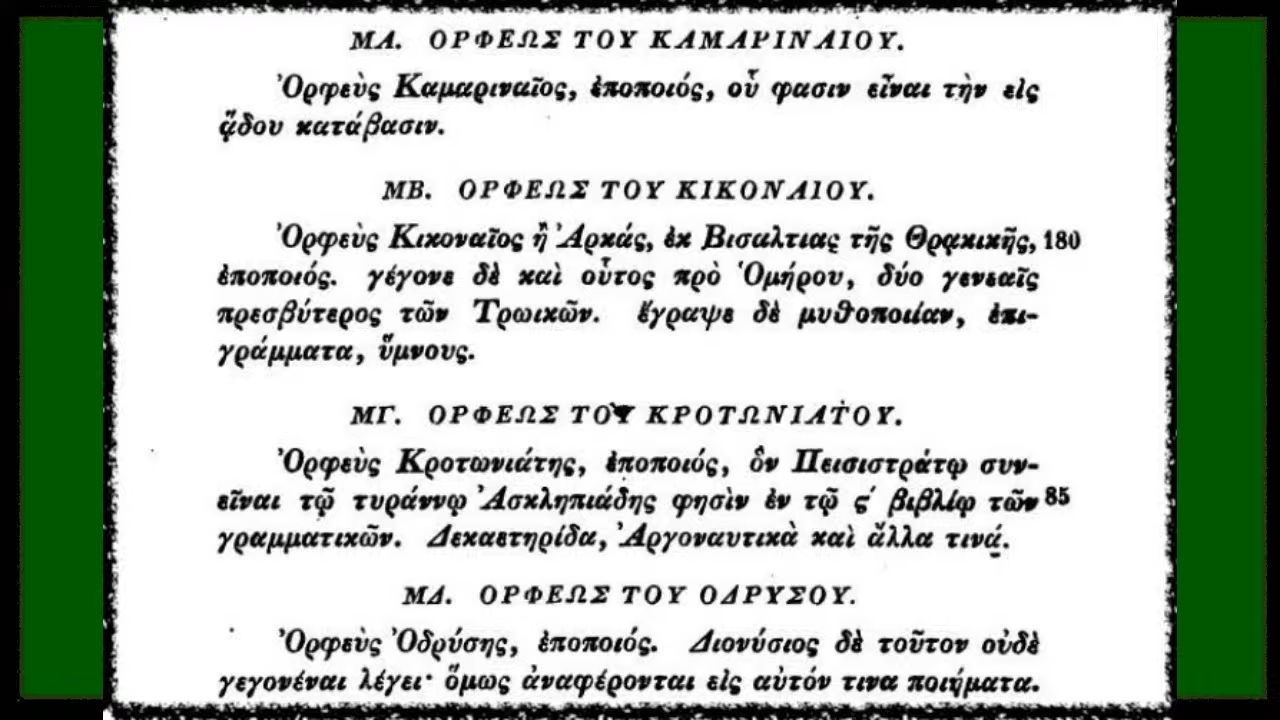 ΜΑ. ΟΡΦΕΩΣ ΤΟΥ ΚΑΜΑΡΙΝΑΙΟΥ.
Ὀρφεὺς Καμαριναῖος, ἐποποιός, οὗ φασιν εἶναι τὴν εἰς
ᾅδου κατάβασιν.
ΜΒ. ΟΡΦΕΩΣ ΤΟΥ ΚΙΚΟΝΑΙΟΥ.
Ὀρφεὺς Κικοναῖος ἢ Ἀρκάς, ἐκ Βισαλτιας τῆς Θρᾳκικῆς, 180
ἐποποιός. γέγονε δὲ καὶ οὗτος πρὸ Ὁμήρου, δύο γενεαῖς
πρεσβύτερος τῶν Τρωικῶν. ἔγραψε δὲ μυθοποιίαν, ἐπι-
γράμματα, ὕμνους.
ΜΓ. ΟΡΦΕΩΣ ΤΟΥ ΚΡΟΤΩΝΙΑΤΟΥ.
Ὀρφεὺς Κροτωνιάτης, ἐποποιός, ὃν Πεισιστράτῳ συν-
εῖναι τῷ τυράννῳ Ἀσκληπιάδης φησὶν ἐν τῷ ϛʹ βιβλίῳ τῶν 85
γραμματικῶν. Δεκαετηρίδα, Ἀργοναυτικὰ καὶ ἄλλα τινά.
ΜΔ. ΟΡΦΕΩΣ ΤΟΥ ΟΔΡΥΣΟΥ.
Ὀρφεὺς Ὀδρύσης, ἐποποιός. Διονύσιος δὲ τοῦτον οὐδὲ
γεγονέναι λέγει· ὅμως ἀναφέρονται εἰς αὐτόν τινα ποιήματα.